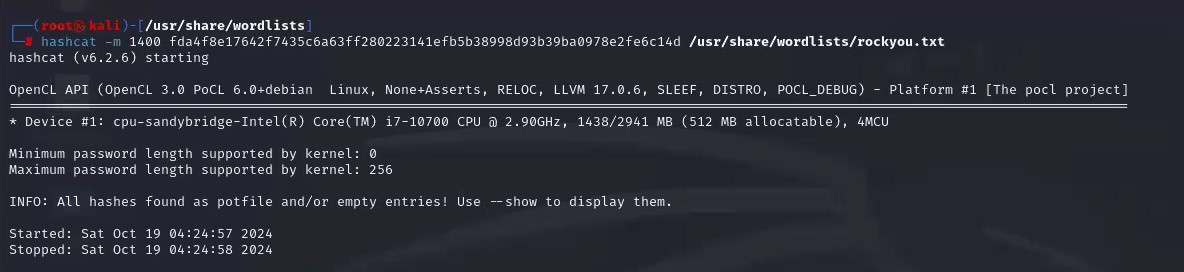 ┌──(root㉿kali)-[/usr/share/wordlists]
└─# hashcat -m 1400 fda4f8e17642f7435c6a63ff280223141efb5b38998d93b39ba0978e2fe6c14d /usr/share/wordlists/rockyou.txt
hashcat (v6.2.6) starting
OpenCL API (OpenCL 3.0 PoCL 6.0+debian  Linux, None+Asserts, RELOC, LLVM 17.0.6, SLEEF, DISTRO, POCL_DEBUG) - Platform #1 [The pocl project]
* Device #1: cpu-sandybridge-Intel(R) Core(TM) i7-10700 CPU @ 2.90GHz, 1438/2941 MB (512 MB allocatable), 4MCU
Minimum password length supported by kernel: 0
Maximum password length supported by kernel: 256
INFO: All hashes found as potfile and/or empty entries! Use --show to display them.
Started: Sat Oct 19 04:24:57 2024
Stopped: Sat Oct 19 04:24:58 2024